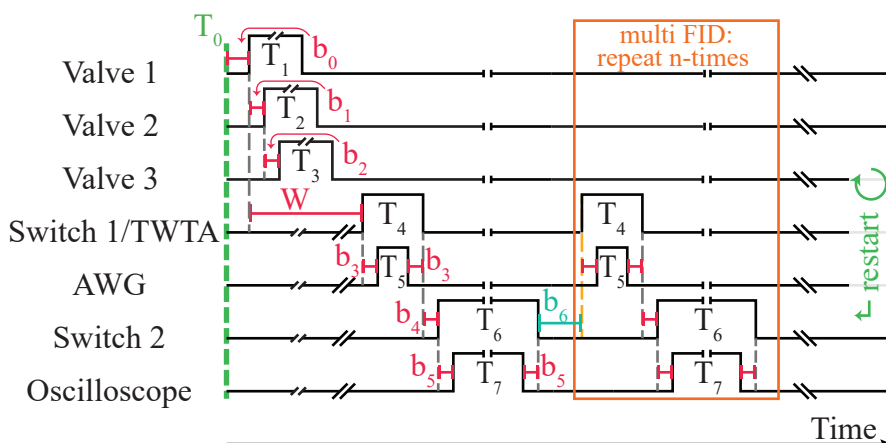 T₀
multi FID:
repeat n-times
Valve 1 T₁ b₀
Valve 2 T₂ b₁
Valve 3 T₃ b₂
W
Switch 1/TWTA T₄ T₄
AWG b₃ T₅ b₃ T₅
Switch 2 b₄ T₆ b₆ T₆
Oscilloscope b₅ T₇ b₅ T₇
restart
Time